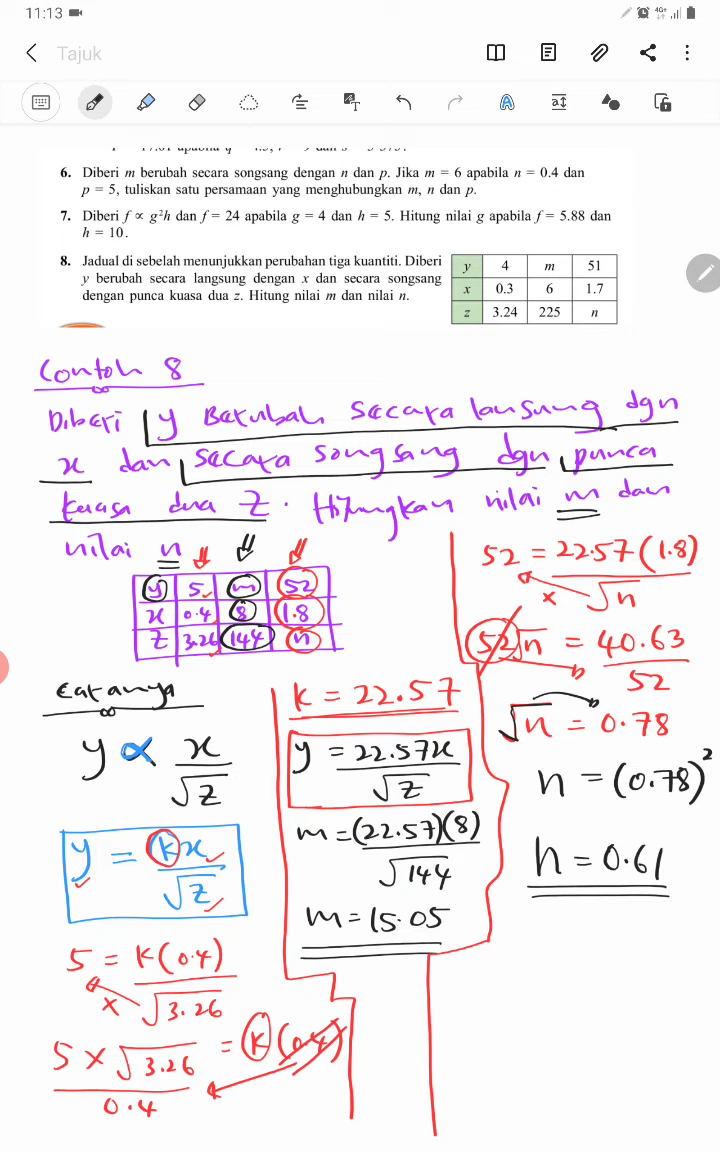 11:13
4G+
Tajuk
6. Diberi m berubah secara songsang dengan n dan p. Jika m = 6 apabila n = 0.4 dan
p = 5, tuliskan satu persamaan yang menghubungkan m, n dan p.
7. Diberi f ∝ g²h dan f = 24 apabila g = 4 dan h = 5. Hitung nilai g apabila f = 5.88 dan
h = 10.
8. Jadual di sebelah menunjukkan perubahan tiga kuantiti. Diberi
y berubah secara langsung dengan x dan secara songsang
dengan punca kuasa dua z. Hitung nilai m dan nilai n.
y 4 m 51
x 0.3 6 1.7
z 3.24 225 n
Contoh 8
Diberi y Berubah secara lansung dgn
x dan secara songsang dgn punca
kuasa dua z. Hitungkan nilai m dan
nilai n
y 5 m 52
x 0.4 8 1.8
z 3.26 144 n
Caranya
y ∝ x/√z
y = kx/√z
5 = k(0.4)/√3.26
x
5 × √3.26/0.4 = k(0.4)
k = 22.57
y = 22.57x/√z
m = (22.57)(8)/√144
m = 15.05
52 = 22.57(1.8)/√n
x
52√n = 40.63/52
√n = 0.78
n = (0.78)²
n = 0.61